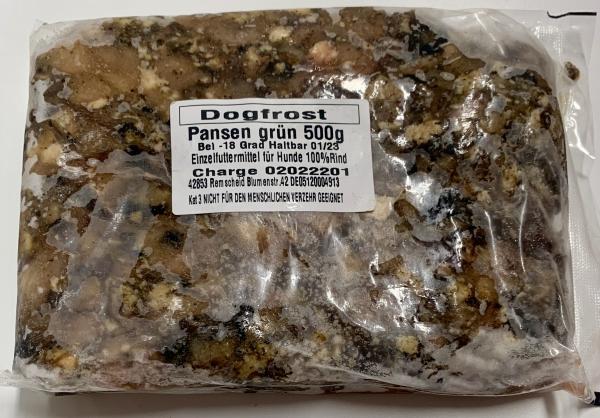 Dogfrost
Pansen grün 500g
Bei -18 Grad Haltbar 01/23
Einzelfuttermittel für Hunde 100%Rind
Charge 02022201
42853 Remscheid Blumenstr.42 DE05120004913
Kat 3 NICHT FÜR DEN MENSCHLICHEN VERZEHR GEEIGNET